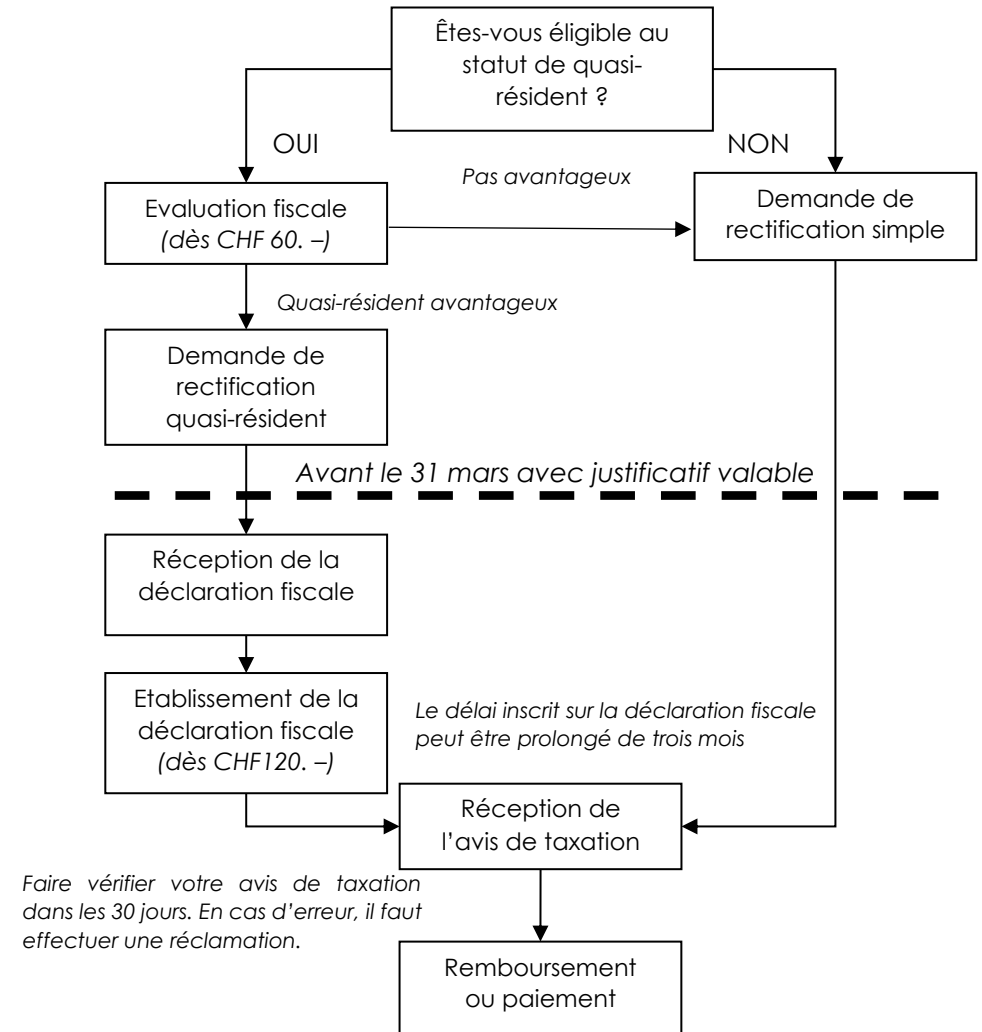 Êtes-vous éligible au
statut de quasi-
résident ?
OUI
NON
Pas avantageux
Evaluation fiscale
(dès CHF 60. –)
Demande de
rectification simple
Quasi-résident avantageux
Demande de
rectification
quasi-résident
Avant le 31 mars avec justificatif valable
Réception de la
déclaration fiscale
Etablissement de la
déclaration fiscale
(dès CHF120. –)
Le délai inscrit sur la déclaration fiscale
peut être prolongé de trois mois
Réception de
l’avis de taxation
Faire vérifier votre avis de taxation
dans les 30 jours. En cas d’erreur, il faut
effectuer une réclamation.
Remboursement
ou paiement